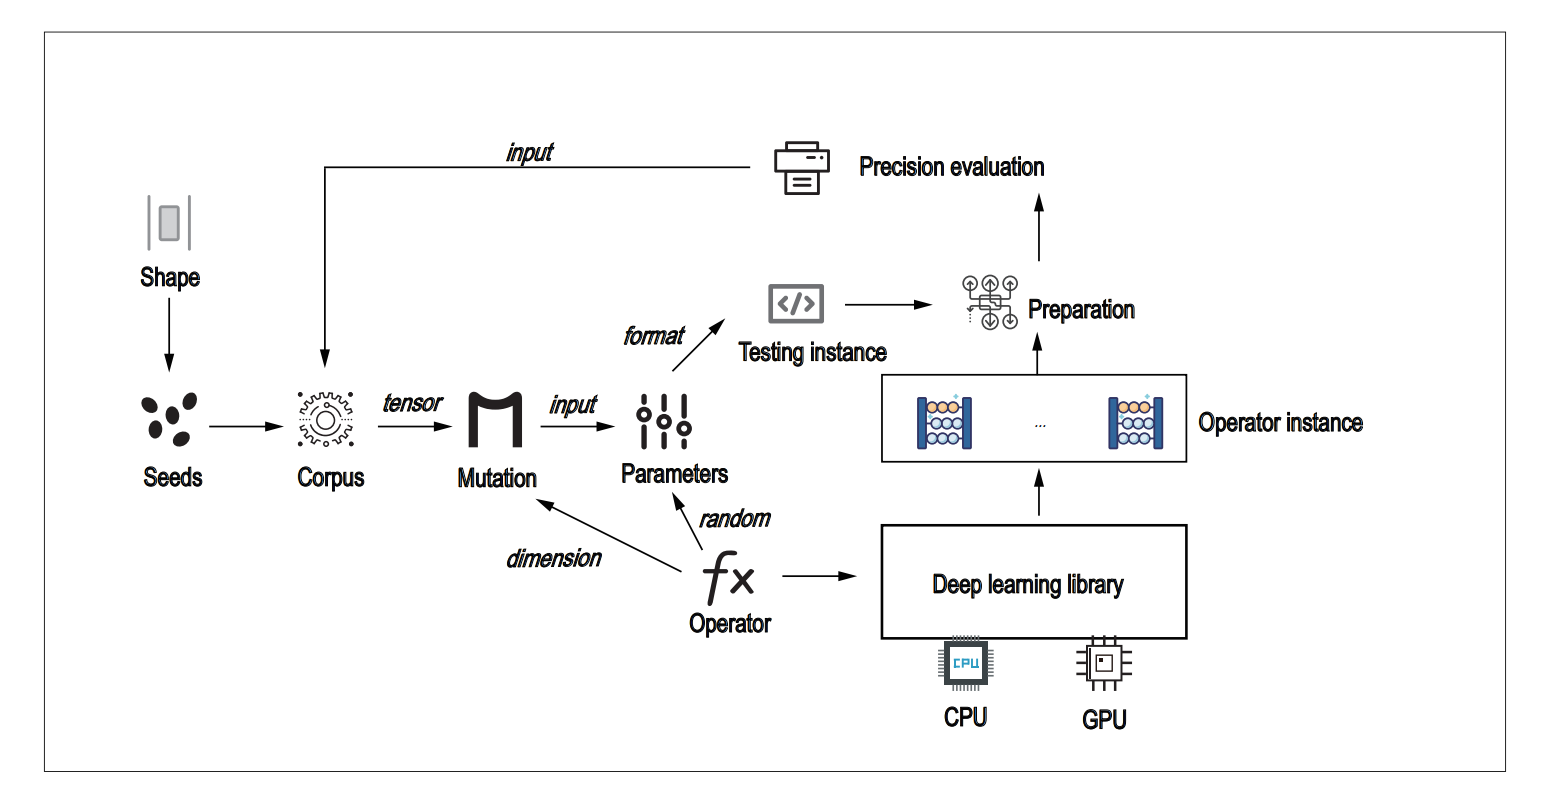 input
Precision evaluation
Shape
Preparation
format
Testing instance
tensor
input
...
Operator instance
Seeds
Corpus
Mutation
Parameters
random
dimension
Deep learning library
Operator
CPU
CPU
GPU